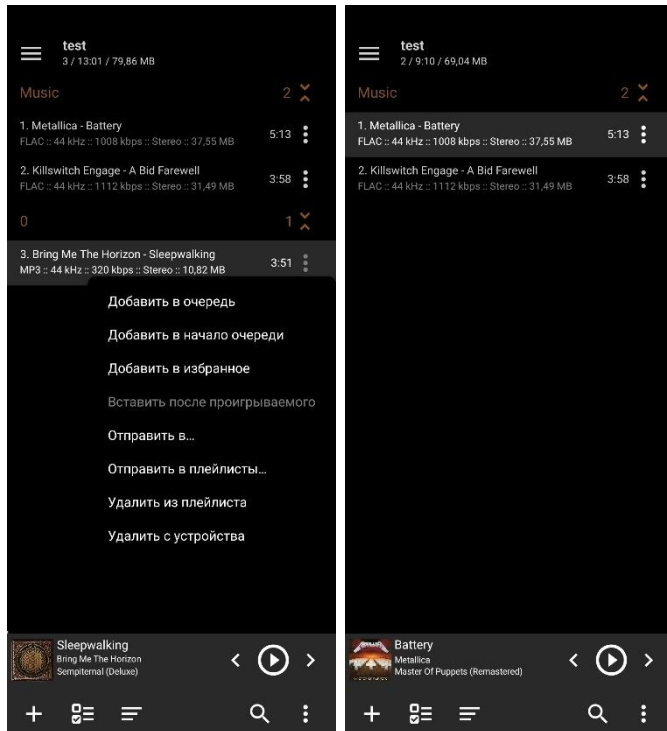 test
3 / 13:01 / 79,86 MB
Music 2
1. Metallica - Battery
FLAC :: 44 kHz :: 1008 kbps :: Stereo :: 37,55 MB
5:13
2. Killswitch Engage - A Bid Farewell
FLAC :: 44 kHz :: 1112 kbps :: Stereo :: 31,49 MB
3:58
0 1
3. Bring Me The Horizon - Sleepwalking
MP3 :: 44 kHz :: 320 kbps :: Stereo :: 10,82 MB
3:51
Добавить в очередь
Добавить в начало очереди
Добавить в избранное
Вставить после проигрываемого
Отправить в...
Отправить в плейлисты...
Удалить из плейлиста
Удалить с устройства
Sleepwalking
Bring Me The Horizon
Sempiternal (Deluxe)
test
2 / 9:10 / 69,04 MB
Music 2
1. Metallica - Battery
FLAC :: 44 kHz :: 1008 kbps :: Stereo :: 37,55 MB
5:13
2. Killswitch Engage - A Bid Farewell
FLAC :: 44 kHz :: 1112 kbps :: Stereo :: 31,49 MB
3:58
Battery
Metallica
Master Of Puppets (Remastered)